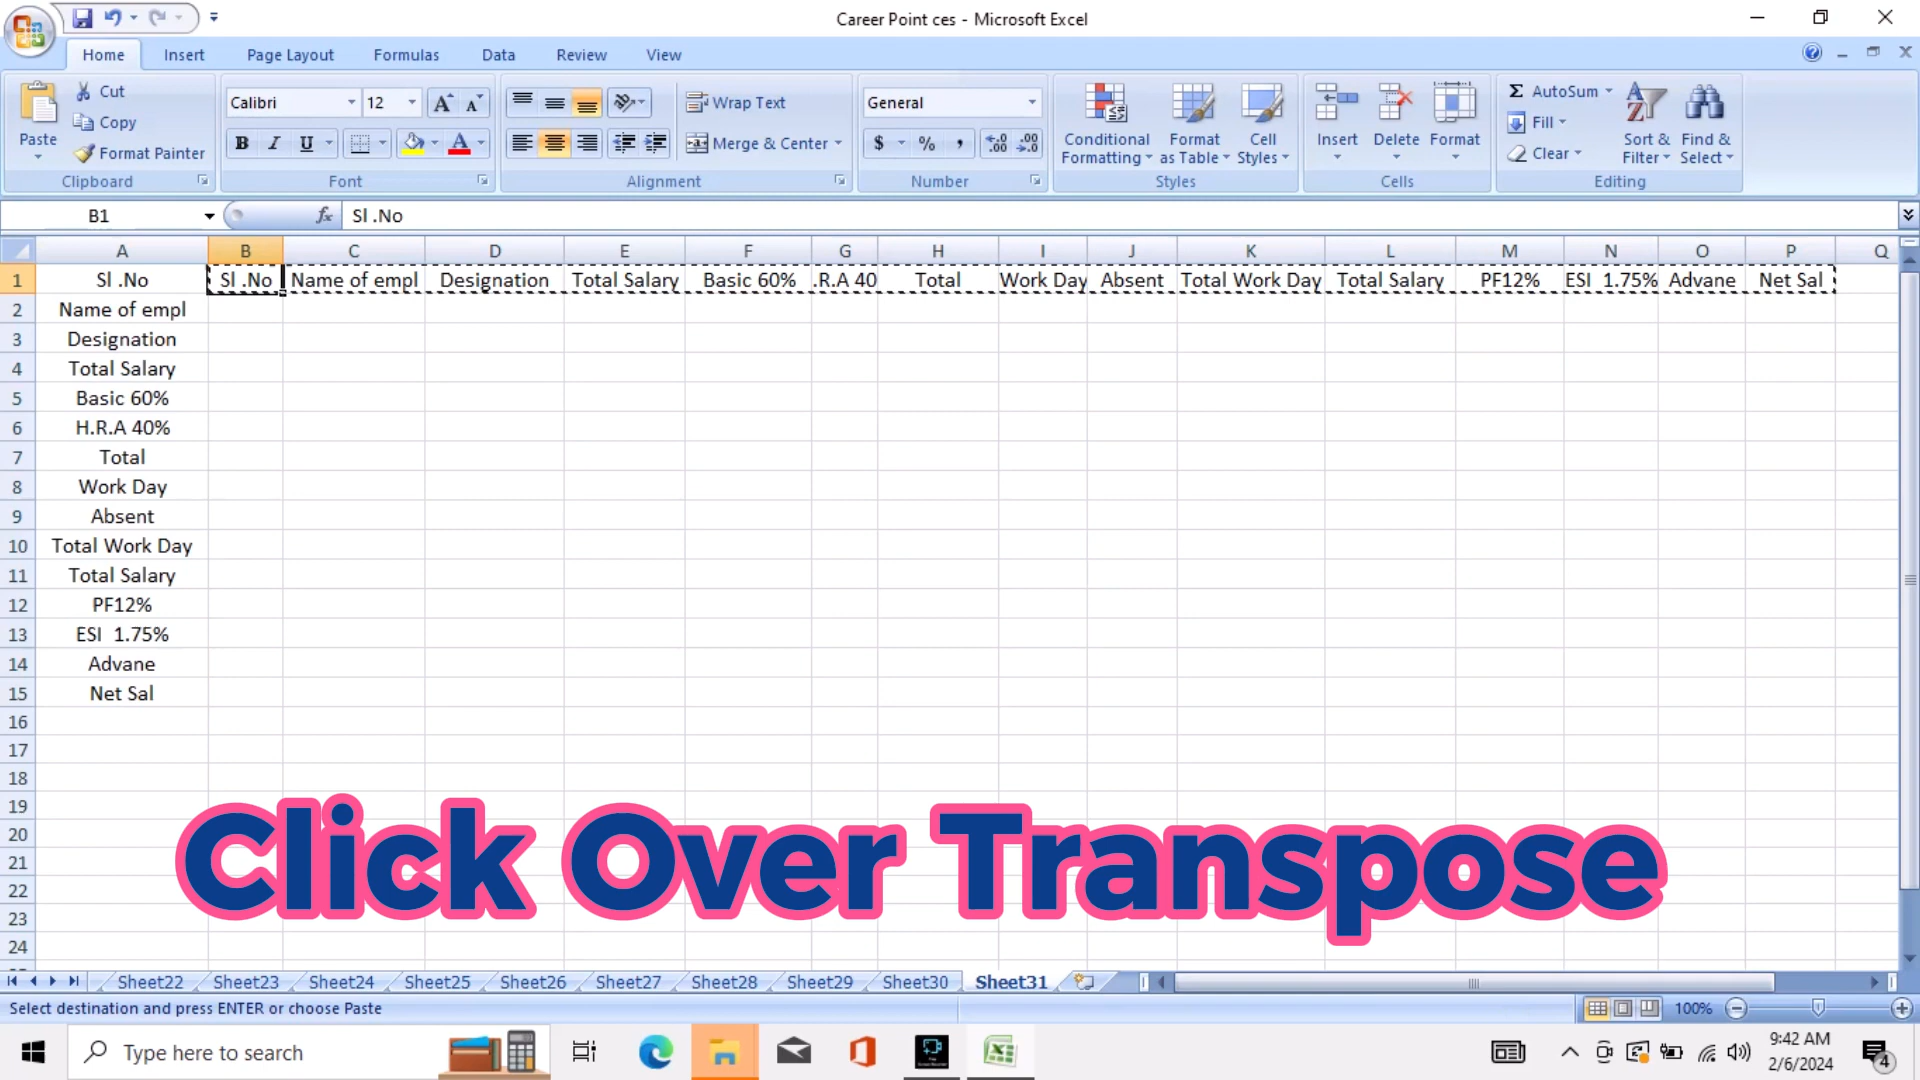 Career Point ces - Microsoft Excel
Home Insert Page Layout Formulas Data Review View
Paste Cut Copy Format Painter Clipboard
Calibri 12 A A B I U A Font
Wrap Text Merge & Center Alignment
General $ % , .0 .00 .00 .0 Number
Conditional Formatting Format as Table Cell Styles Styles
Insert Delete Format Cells
Σ AutoSum Fill Clear Sort & Filter Find & Select Editing
B1 fx Sl .No
A B C D E F G H I J K L M N O P Q
1 Sl .No Sl .No Name of empl Designation Total Salary Basic 60% .R.A 40 Total Work Day Absent Total Work Day Total Salary PF12% ESI 1.75% Advane Net Sal
2 Name of empl
3 Designation
4 Total Salary
5 Basic 60%
6 H.R.A 40%
7 Total
8 Work Day
9 Absent
10 Total Work Day
11 Total Salary
12 PF12%
13 ESI 1.75%
14 Advane
15 Net Sal
16
17
18
19
20
21
22
23
24
Click Over Transpose
Sheet22 Sheet23 Sheet24 Sheet25 Sheet26 Sheet27 Sheet28 Sheet29 Sheet30 Sheet31
Select destination and press ENTER or choose Paste 100%
Type here to search 9:42 AM
2/6/2024 4